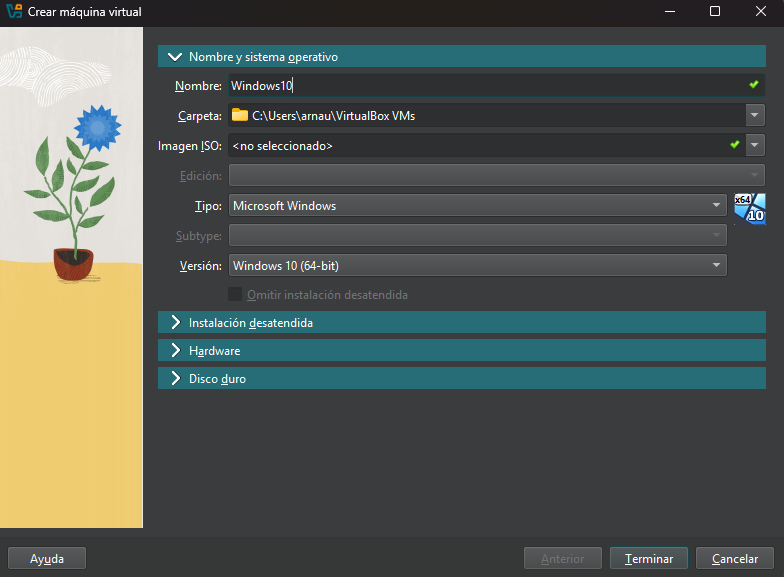 Crear máquina virtual
Nombre y sistema operativo
Nombre: Windows10
Carpeta: C:\Users\arnau\VirtualBox VMs
Imagen ISO: <no seleccionado>
Edición:
Tipo: Microsoft Windows
x64
10
Subtype:
Versión: Windows 10 (64-bit)
Omitir instalación desatendida
Instalación desatendida
Hardware
Disco duro
Ayuda Anterior Terminar Cancelar